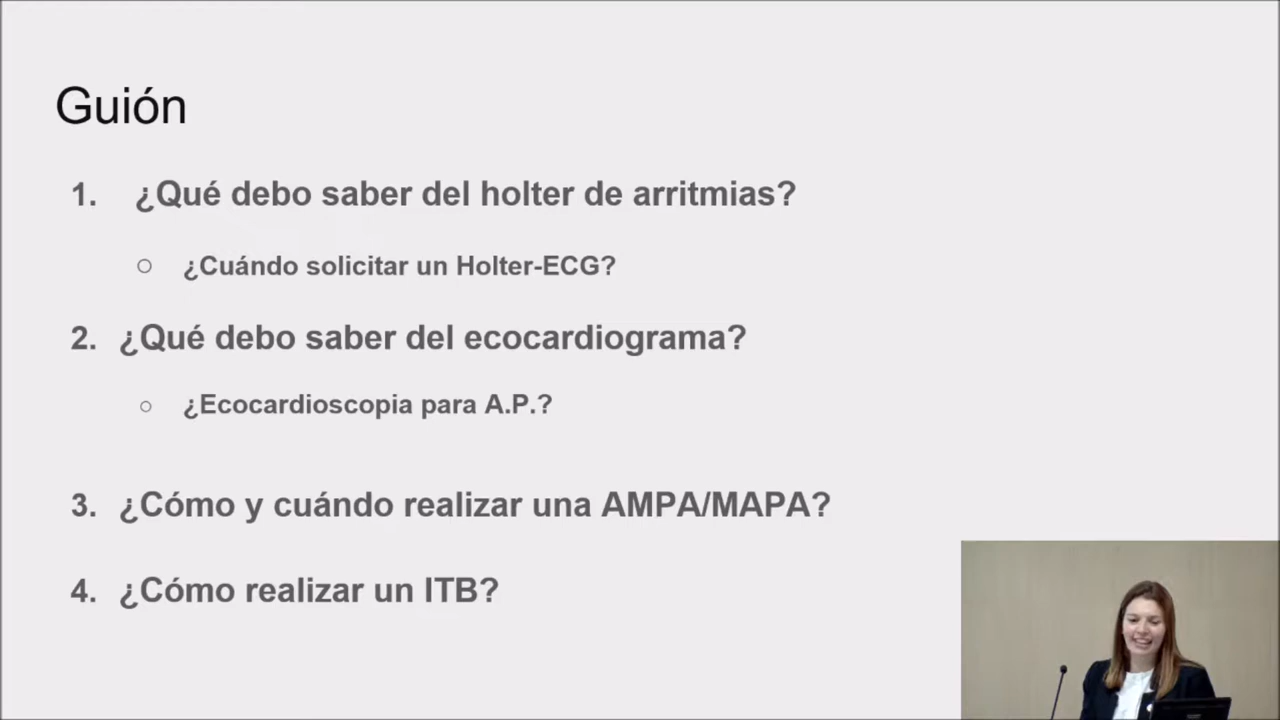 Guión
1. ¿Qué debo saber del holter de arritmias?
○ ¿Cuándo solicitar un Holter-ECG?
2. ¿Qué debo saber del ecocardiograma?
○ ¿Ecocardioscopia para A.P.?
3. ¿Cómo y cuándo realizar una AMPA/MAPA?
4. ¿Cómo realizar un ITB?